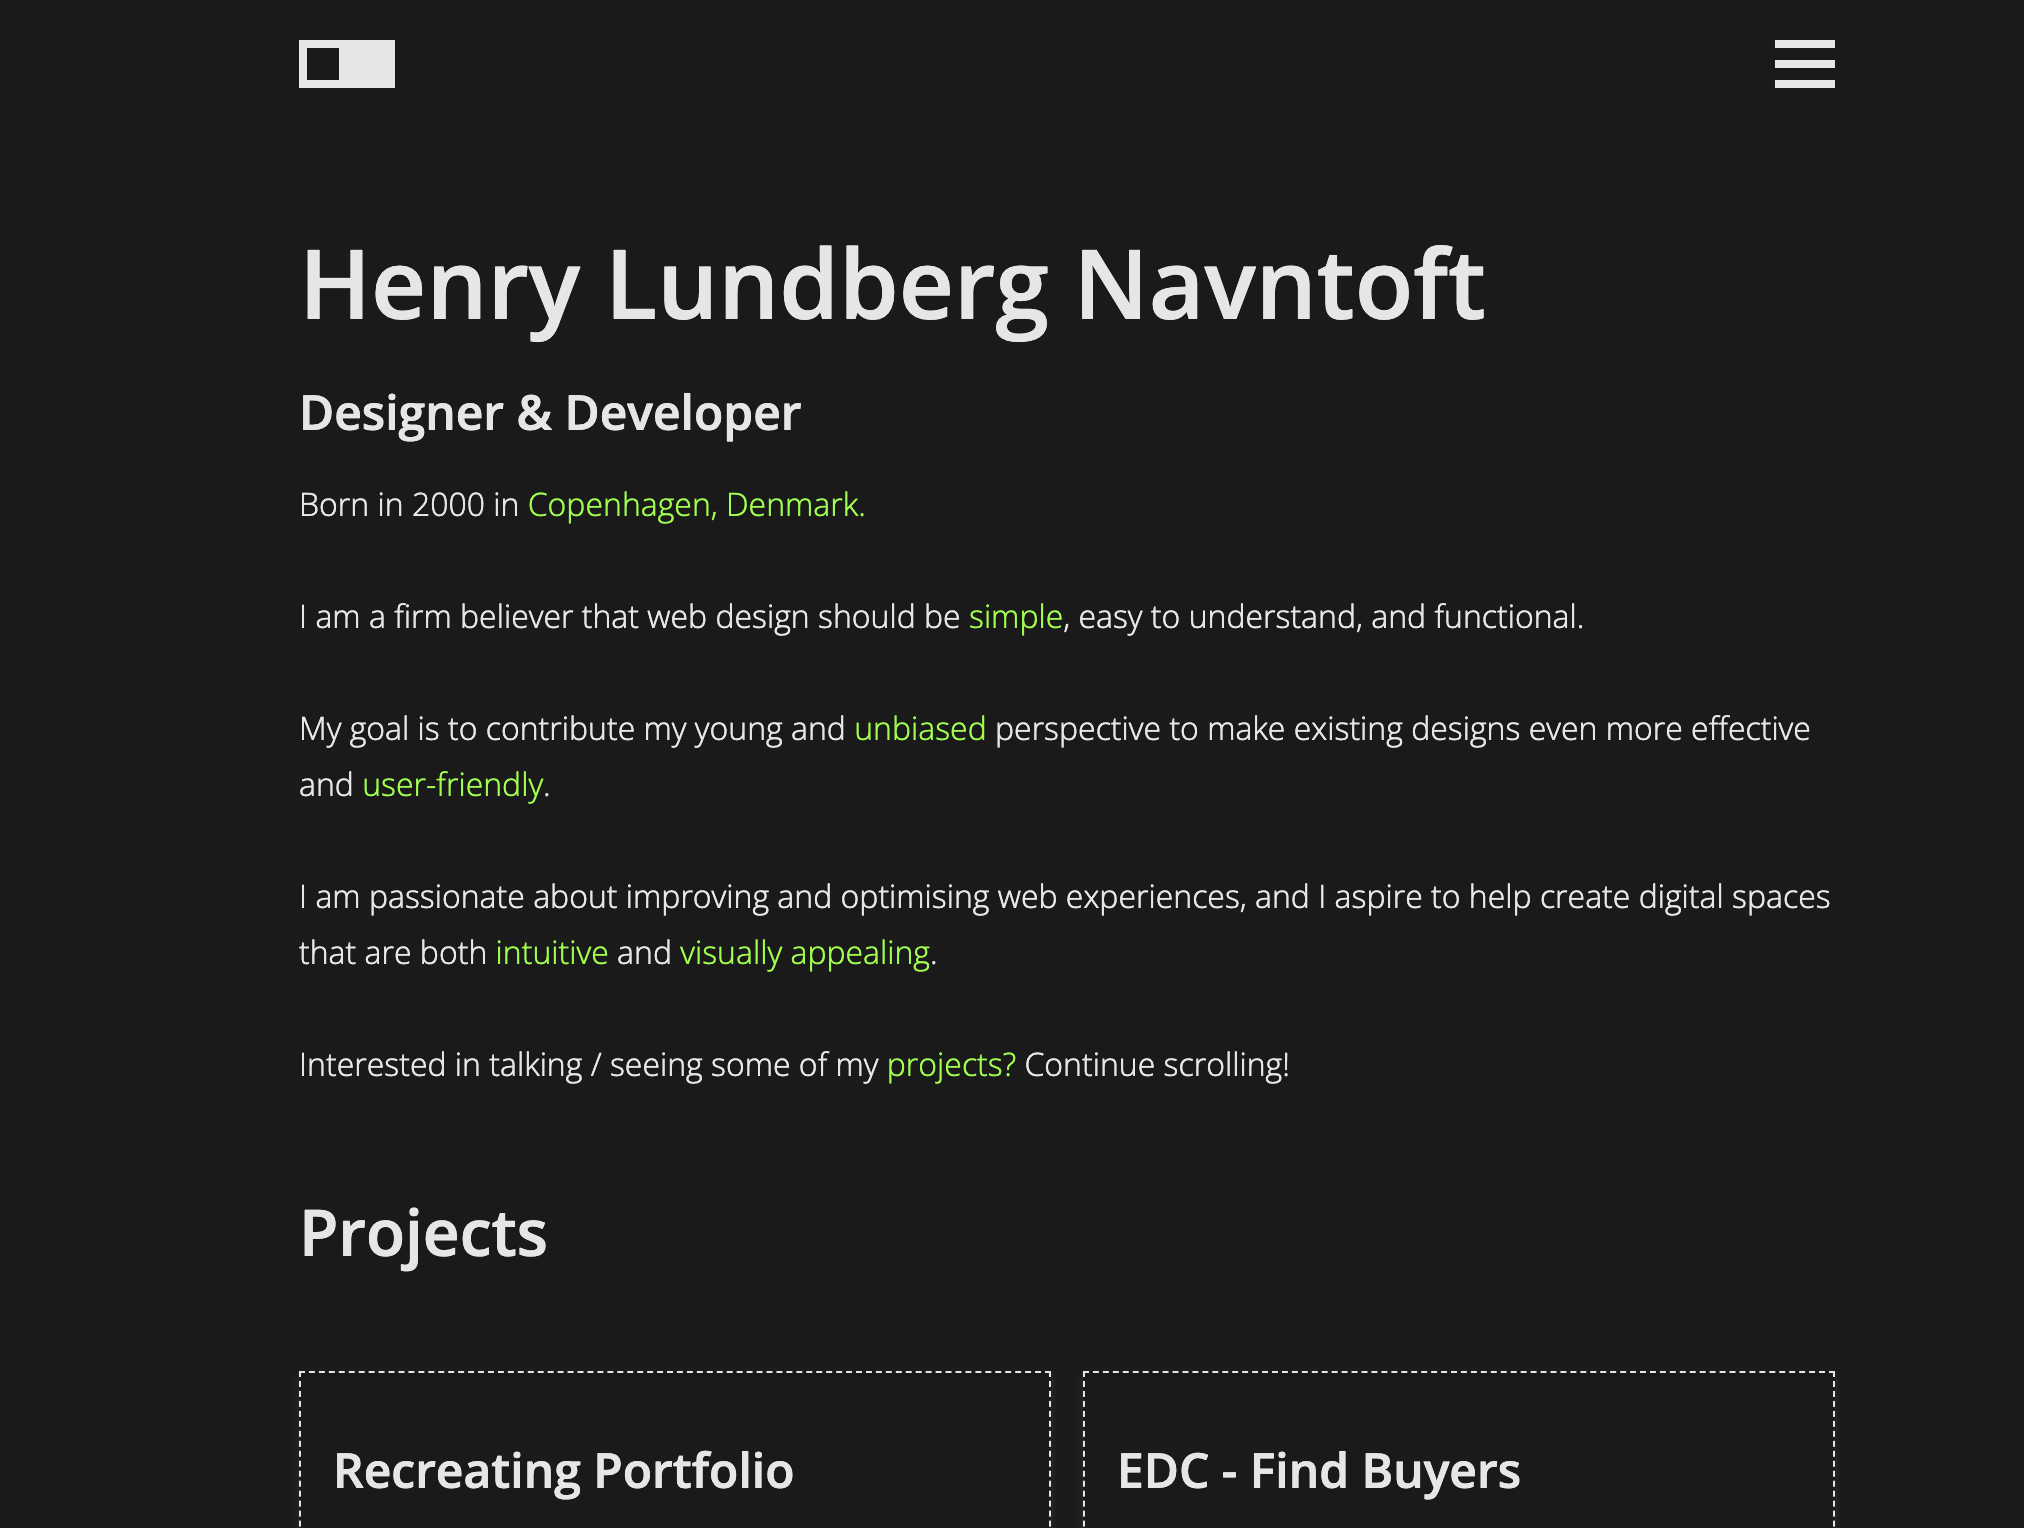 Henry Lundberg Navntoft
Designer & Developer
Born in 2000 in Copenhagen, Denmark.
I am a firm believer that web design should be simple, easy to understand, and functional.
My goal is to contribute my young and unbiased perspective to make existing designs even more effective
and user-friendly.
I am passionate about improving and optimising web experiences, and I aspire to help create digital spaces
that are both intuitive and visually appealing.
Interested in talking / seeing some of my projects? Continue scrolling!
Projects
Recreating Portfolio
EDC - Find Buyers